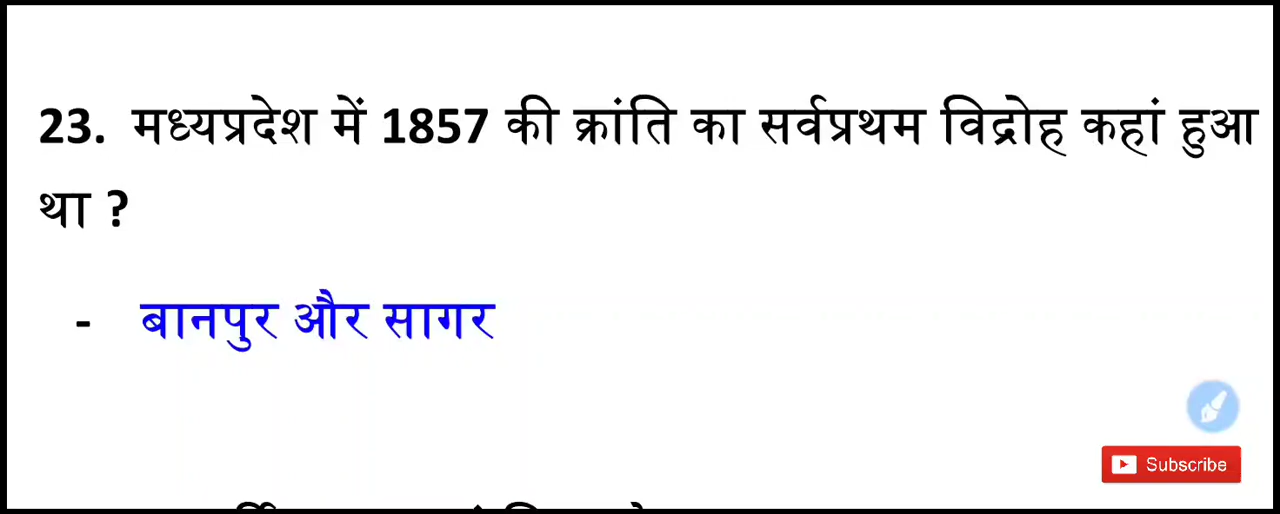 23. मध्यप्रदेश में 1857 की क्रांति का सर्वप्रथम विद्रोह कहां हुआ
था ?
- बानपुर और सागर
Subscribe